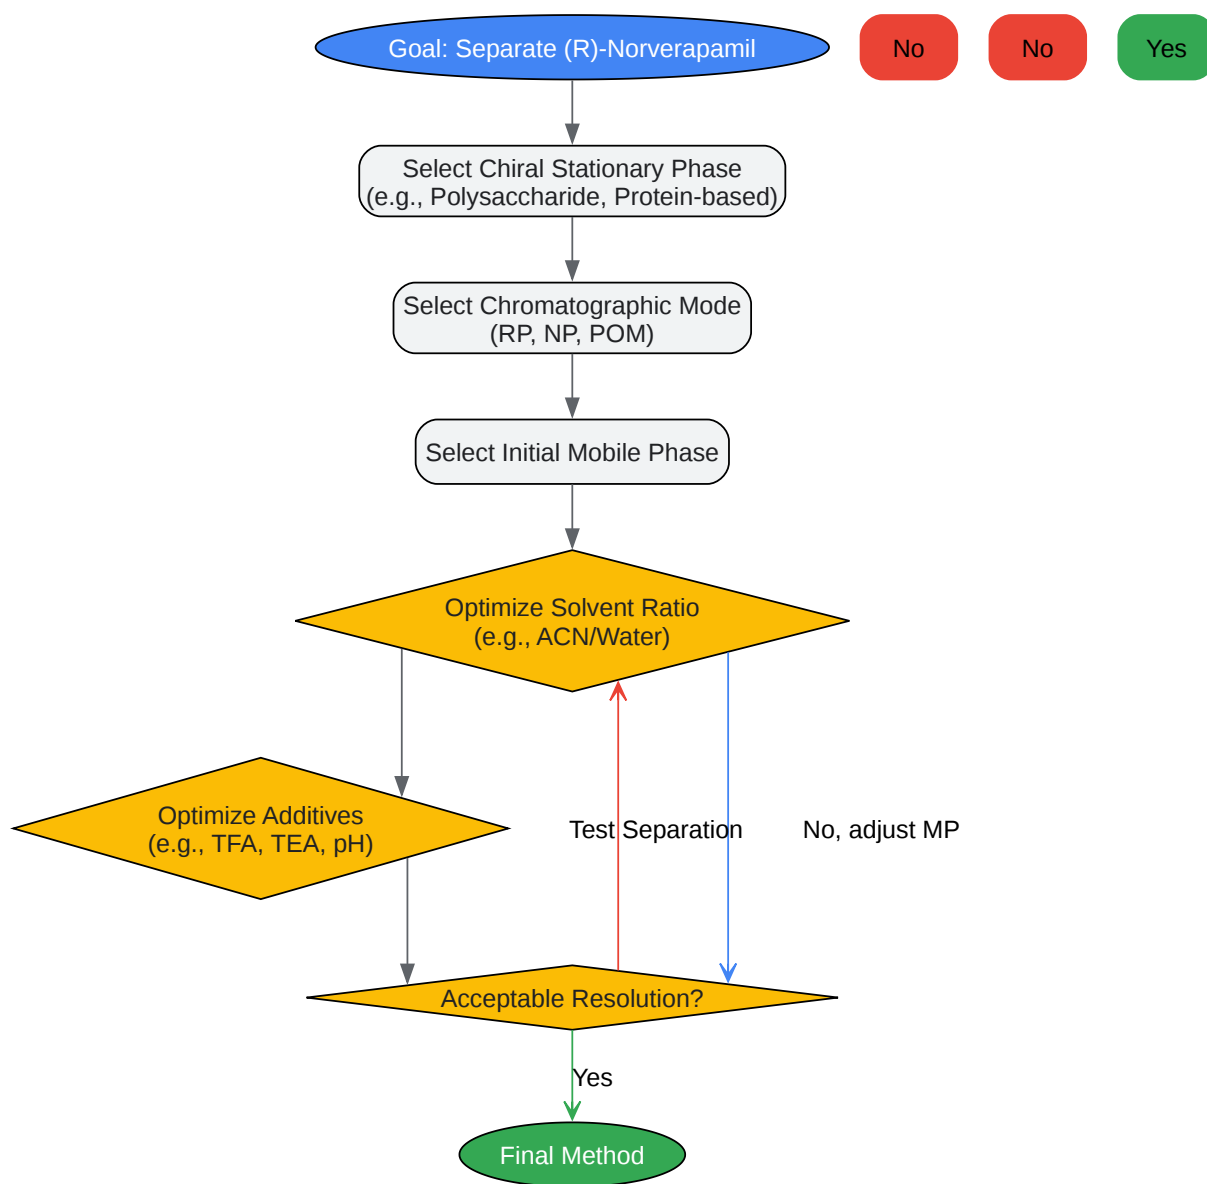 Goal: Separate (R)-Norverapamil
No
No
Yes
Select Chiral Stationary Phase
(e.g., Polysaccharide, Protein-based)
Select Chromatographic Mode
(RP, NP, POM)
Select Initial Mobile Phase
Optimize Solvent Ratio
(e.g., ACN/Water)
Optimize Additives
(e.g., TFA, TEA, pH)
Test Separation
No, adjust MP
Acceptable Resolution?
Yes
Final Method